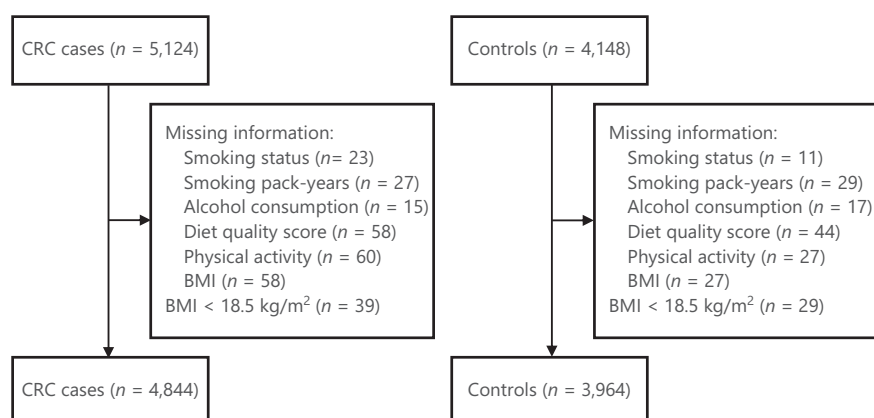 CRC cases (n = 5,124)
Missing information:
Smoking status (n= 23)
Smoking pack-years (n = 27)
Alcohol consumption (n = 15)
Diet quality score (n = 58)
Physical activity (n = 60)
BMI (n = 58)
BMI < 18.5 kg/m² (n = 39)
CRC cases (n = 4,844)
Controls (n = 4,148)
Missing information:
Smoking status (n = 11)
Smoking pack-years (n = 29)
Alcohol consumption (n = 17)
Diet quality score (n = 44)
Physical activity (n = 27)
BMI (n = 27)
BMI < 18.5 kg/m² (n = 29)
Controls (n = 3,964)